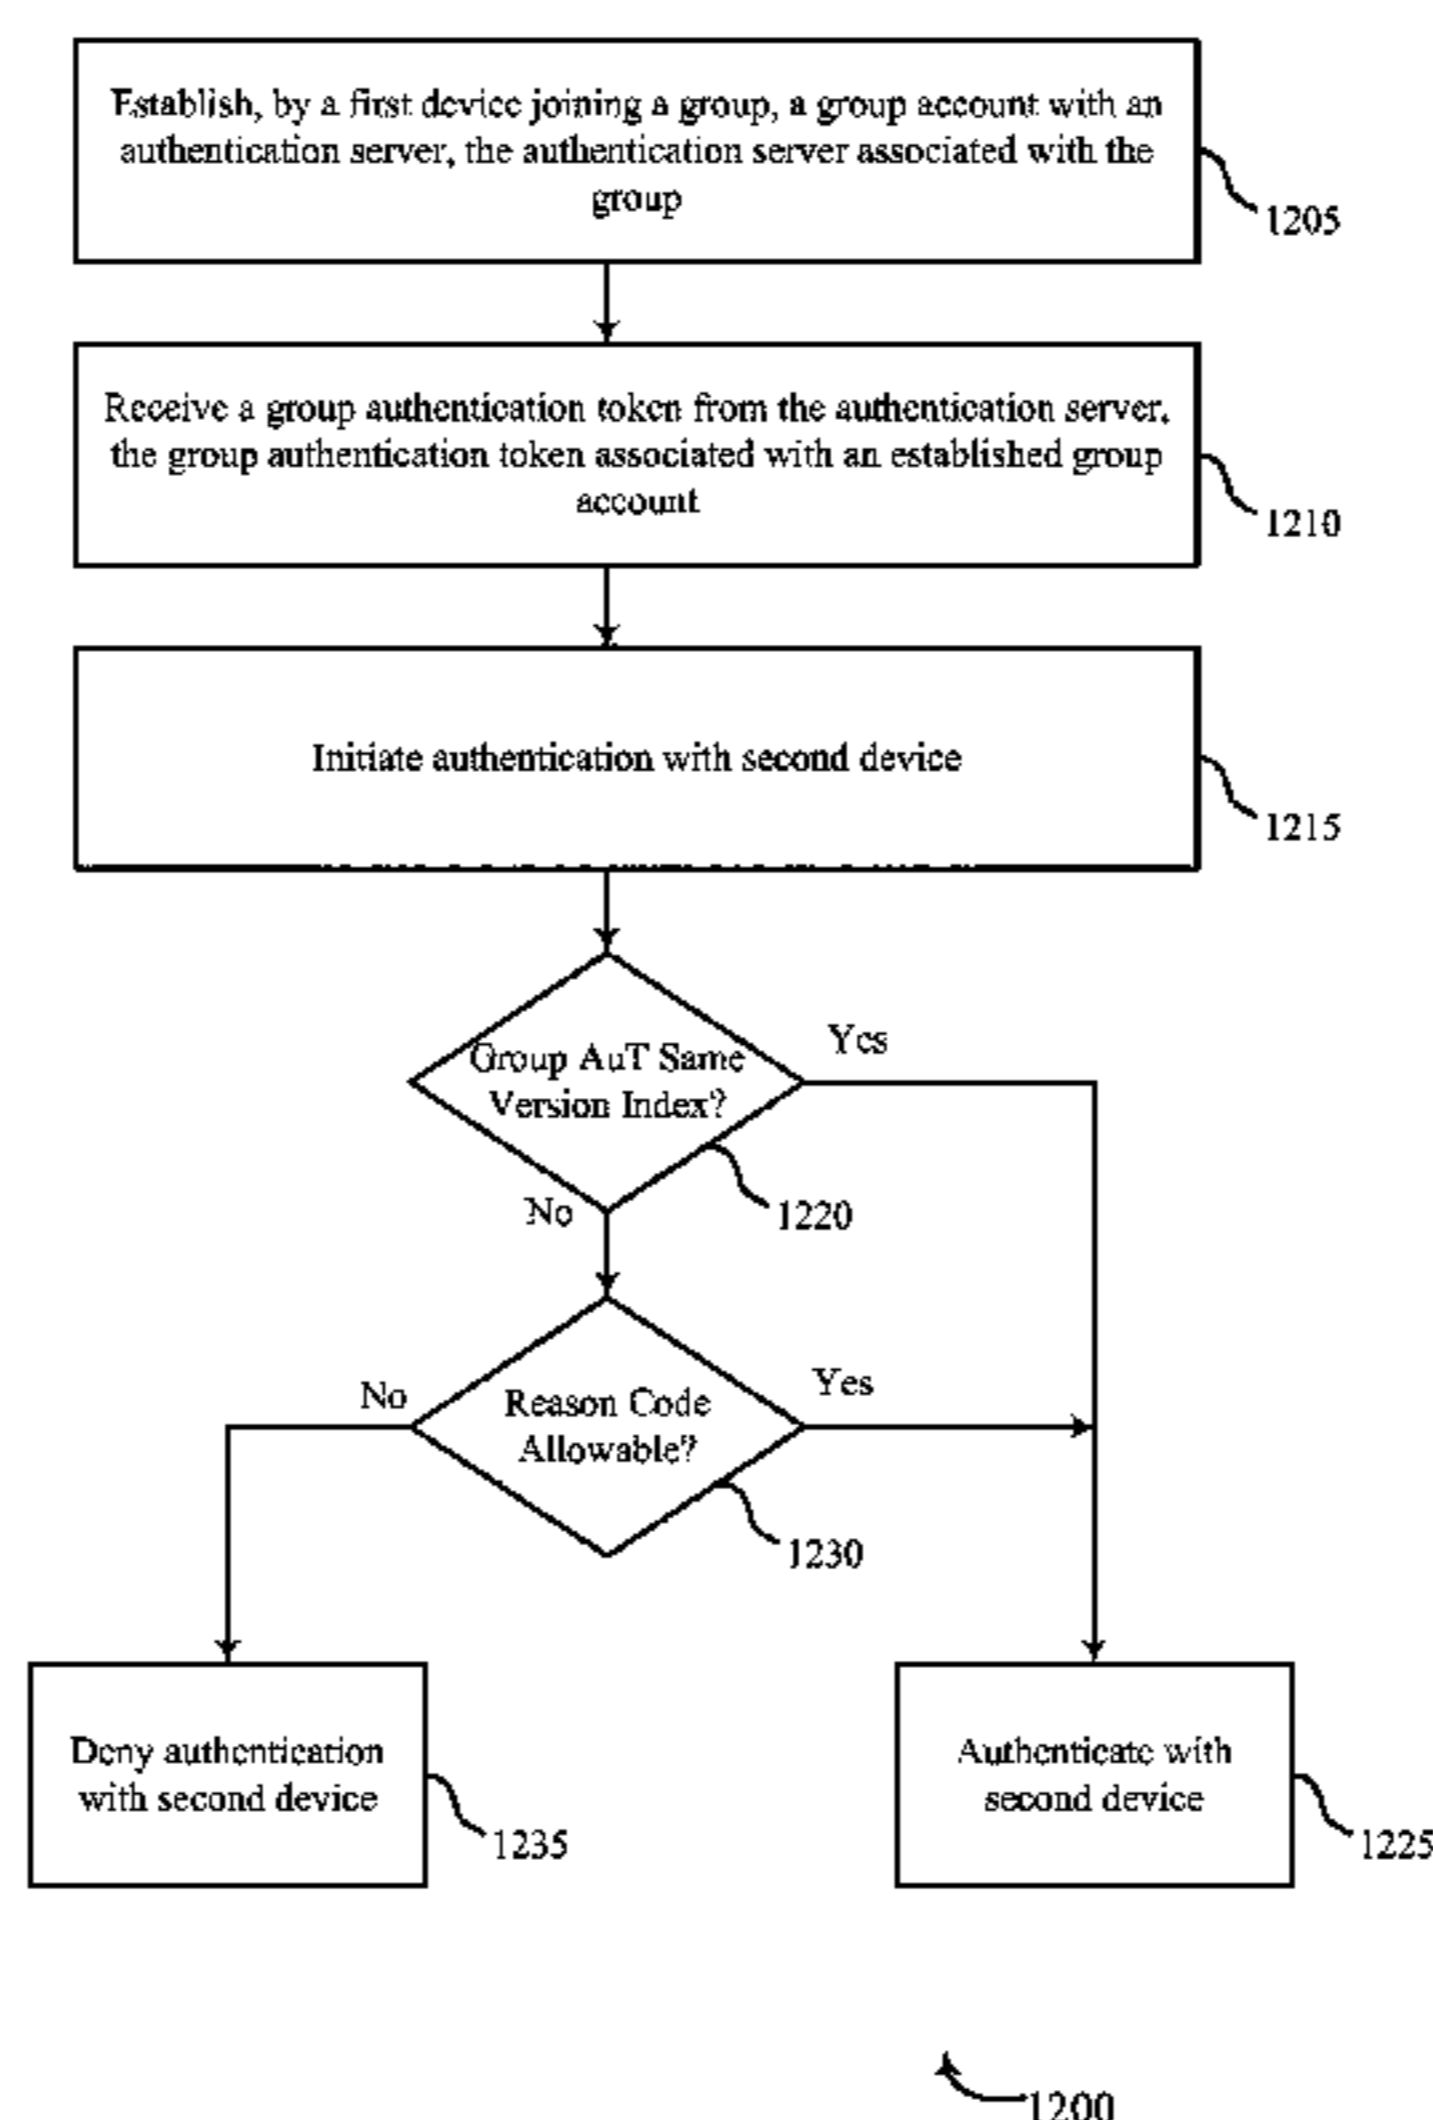 Establish, by a first device joining a group, a group account with an
authentication server, the authentication server associated with the
group
1205
Receive a group authentication token from the authentication server,
the group authentication token associated with an established group
account
1210
Initiate authentication with second device
1215
Group AuT Same
Version Index?
Yes
No
1220
Reason Code
Allowable?
No
Yes
1230
Deny authentication
with second device
1235
Authenticate with
second device
1225
1200